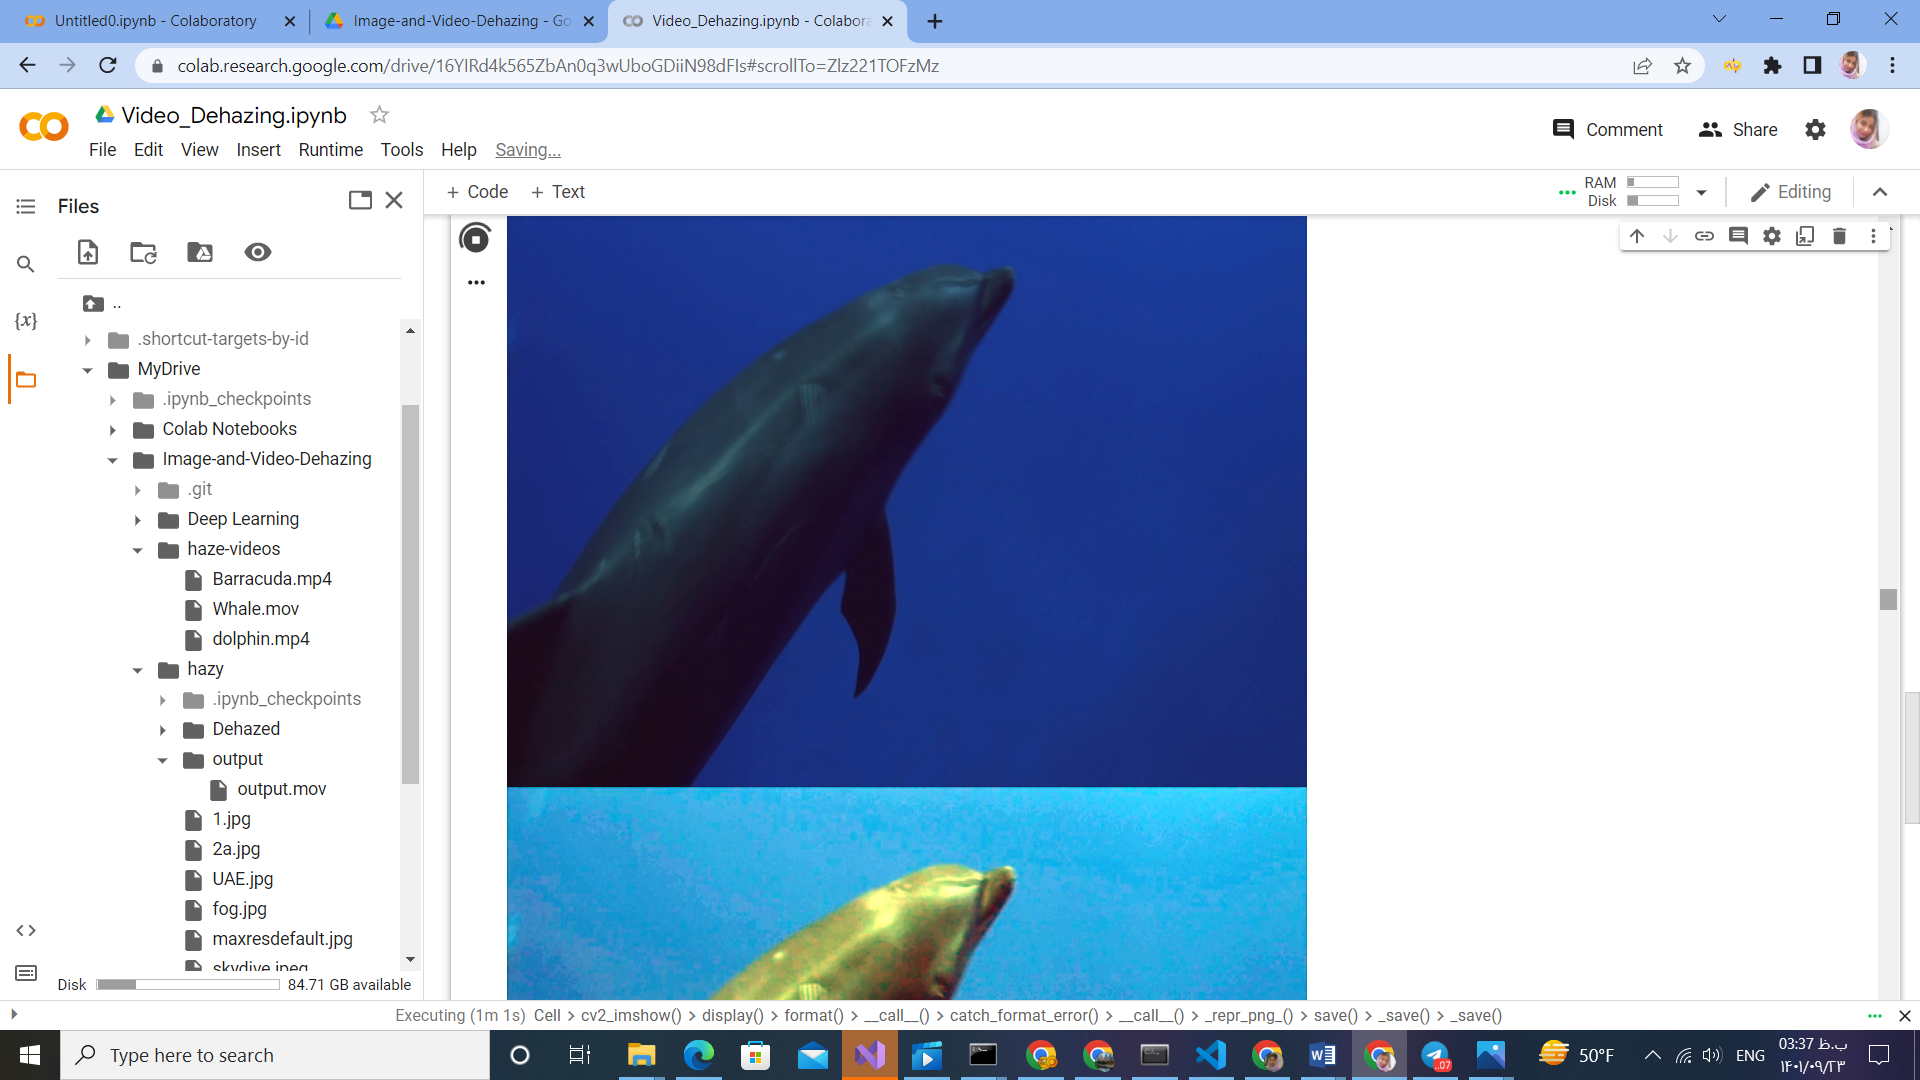 Untitled0.ipynb - Colaboratory
Image-and-Video-Dehazing - Go
Video_Dehazing.ipynb - Colabora
colab.research.google.com/drive/16YIRd4k565ZbAn0q3wUboGDiiN98dFIs#scrollTo=Zlz221TOFzMz
Video_Dehazing.ipynb
Comment
Share
File Edit View Insert Runtime Tools Help Saving...
Files
+ Code + Text
RAM
Disk
Editing
{x}
..
.shortcut-targets-by-id
MyDrive
.ipynb_checkpoints
Colab Notebooks
Image-and-Video-Dehazing
.git
Deep Learning
haze-videos
Barracuda.mp4
Whale.mov
dolphin.mp4
hazy
.ipynb_checkpoints
Dehazed
output
output.mov
1.jpg
2a.jpg
UAE.jpg
fog.jpg
maxresdefault.jpg
skydive.jpeg
Disk 84.71 GB available
Executing (1m 1s) Cell > cv2_imshow() > display() > format() > __call__() > catch_format_error() > __call__() > _repr_png_() > save() > _save() > _save()
Type here to search
..07
50°F
ENG
03:37 ب.ظ
۱۴۰۱/۰۹/۲۳